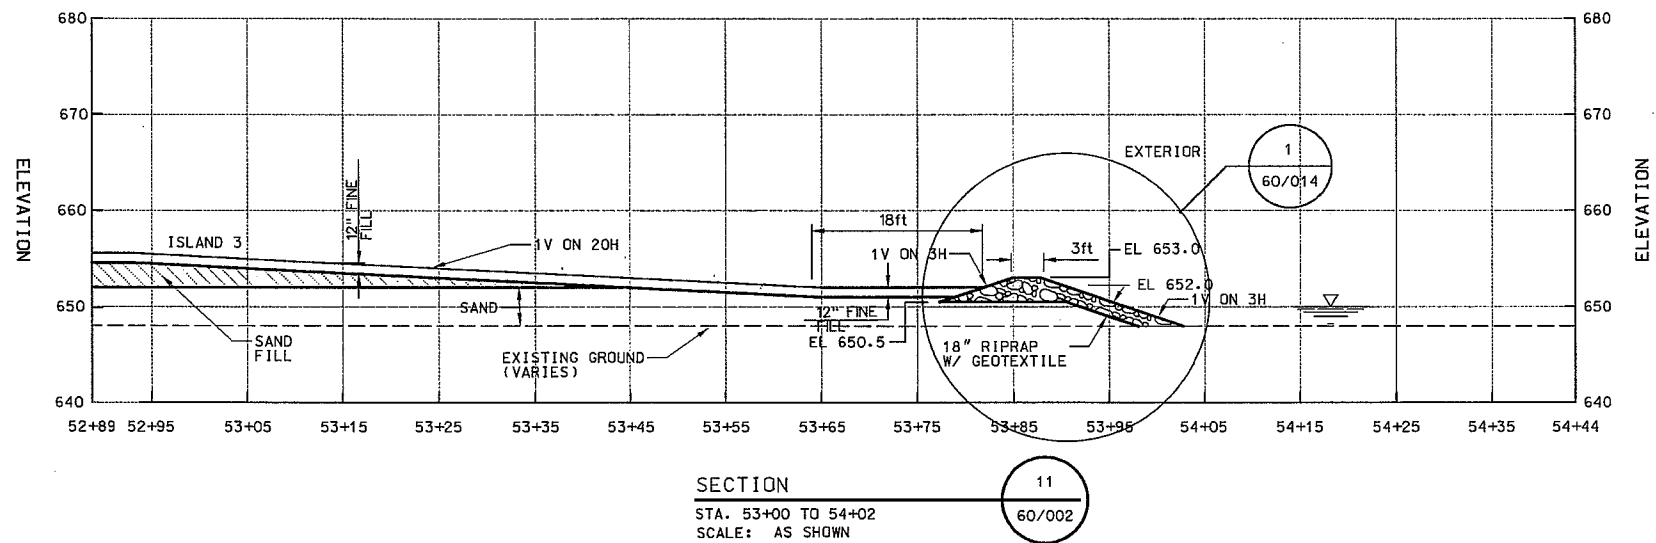 680
680
670
670
EXTERIOR
1
60/014
ELEVATION
ELEVATION
12" FINE
FILL
660
660
18ft
ISLAND 3
1V ON 20H
1V ON 3H
3ft
EL 653.0
EL 652.0
1V ON 3H
650
650
SAND
12" FINE
FILL
EL 650.5
SAND
FILL
EXISTING GROUND
(VARIES)
18" RIPRAP
W/ GEOTEXTILE
640
640
52+89 52+95 53+05 53+15 53+25 53+35 53+45 53+55 53+65 53+75 53+85 53+95 54+05 54+15 54+25 54+35 54+44
SECTION
11
60/002
STA. 53+00 TO 54+02
SCALE: AS SHOWN